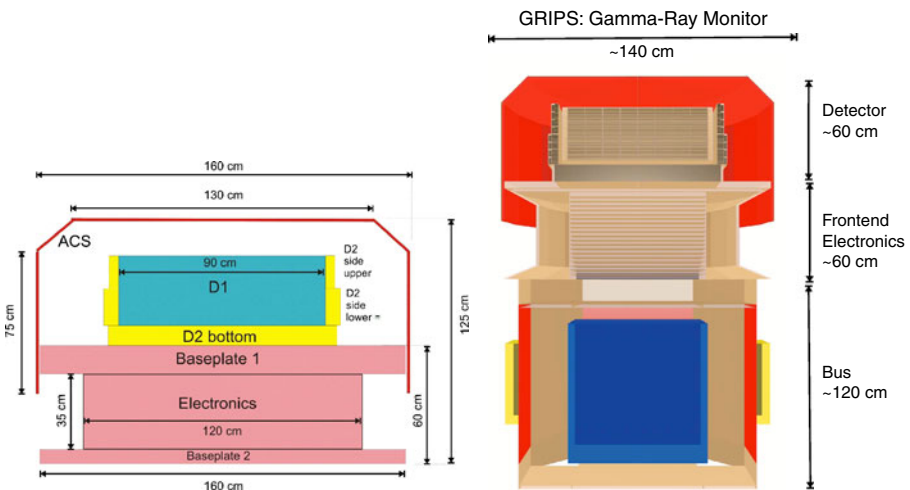 GRIPS: Gamma-Ray Monitor
~140 cm
160 cm
130 cm
ACS
90 cm
D1
D2
side
upper
D2
side
lower =
D2 bottom
75 cm
125 cm
Baseplate 1
Electronics
35 cm
120 cm
60 cm
Baseplate 2
160 cm
Detector
~60 cm
Frontend
Electronics
~60 cm
Bus
~120 cm